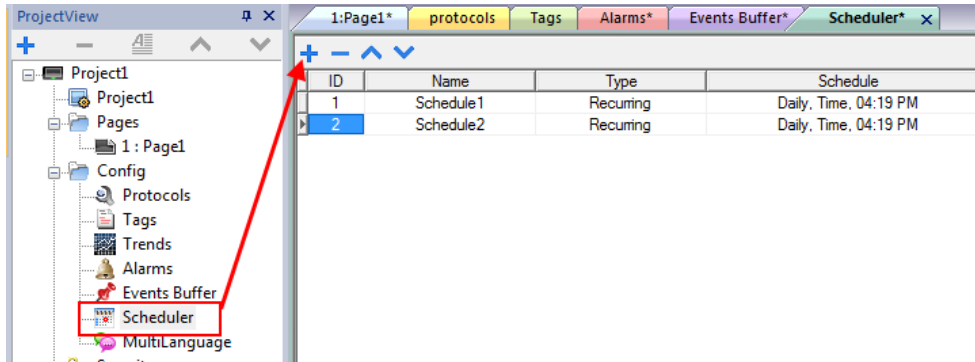 ProjectView
1:Page1* protocols Tags Alarms* Events Buffer* Scheduler*
Project1
Project1
Pages
1 : Page1
Config
Protocols
Tags
Trends
Alarms
Events Buffer
Scheduler
MultiLanguage
ID Name Type Schedule
1 Schedule1 Recurring Daily, Time, 04:19 PM
2 Schedule2 Recurring Daily, Time, 04:19 PM